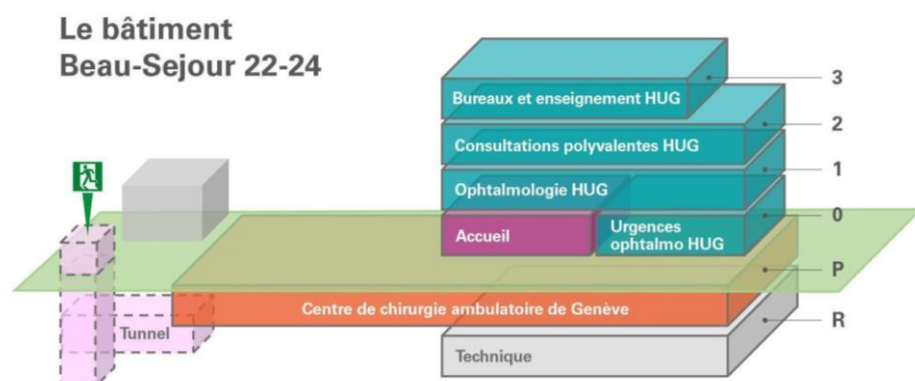 Le bâtiment
Beau-Sejour 22-24
Bureaux et enseignement HUG
3
Consultations polyvalentes HUG
2
Ophtalmologie HUG
1
Accueil
Urgences
ophtalmo HUG
0
Centre de chirurgie ambulatoire de Genève
P
Tunnel
Technique
R